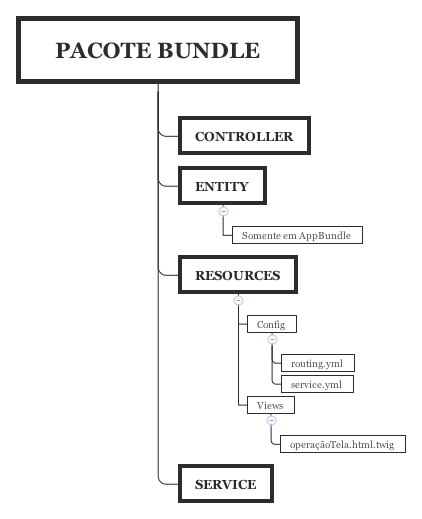 PACOTE BUNDLE
CONTROLLER
ENTITY
Somente em AppBundle
RESOURCES
Config
routing.yml
service.yml
Views
operaçãoTela.html.twig
SERVICE